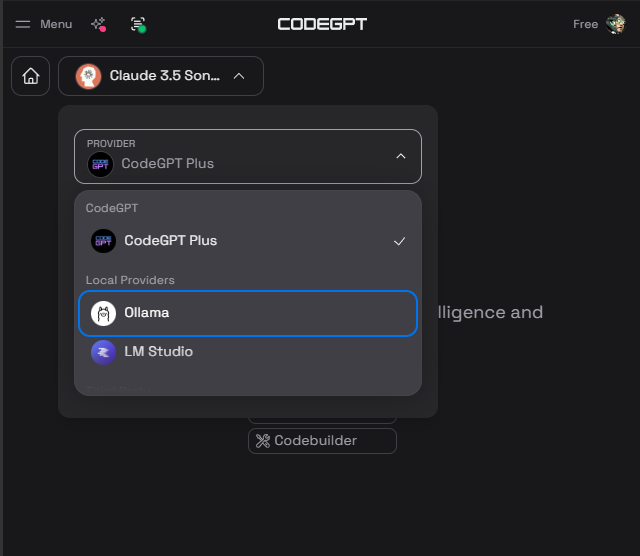 Menu
CODEGPT
Free
Claude 3.5 Son...
PROVIDER
CodeGPT Plus
CodeGPT
CodeGPT Plus
Local Providers
Ollama
lligence and
LM Studio
Codebuilder